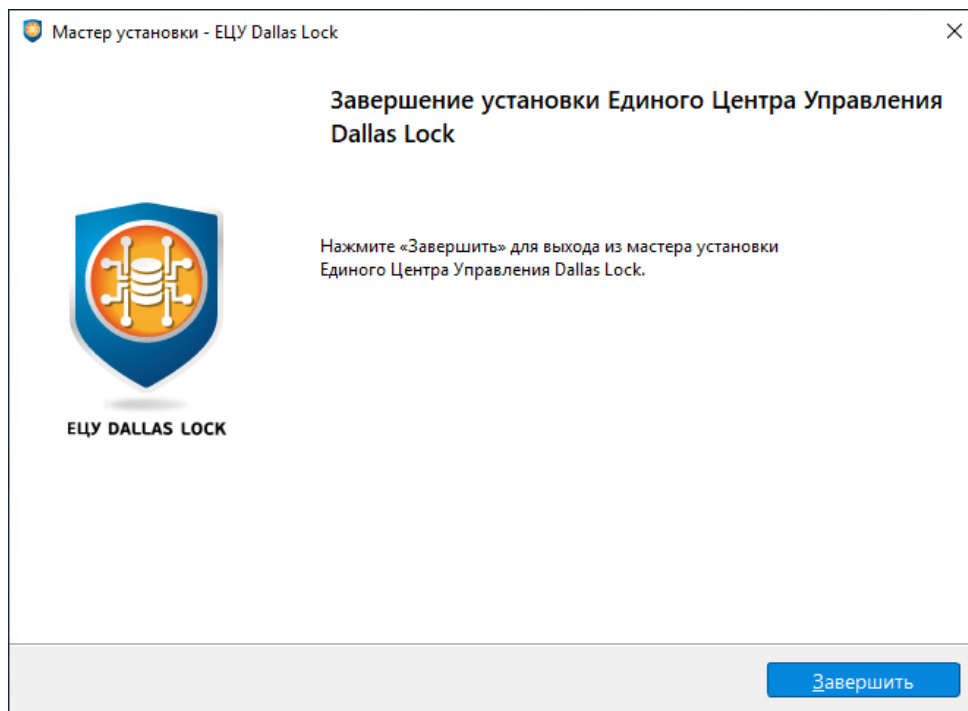 Мастер установки - ЕЦУ Dallas Lock
Завершение установки Единого Центра Управления
Dallas Lock
Нажмите «Завершить» для выхода из мастера установки
Единого Центра Управления Dallas Lock.
ЕЦУ DALLAS LOCK
Завершить